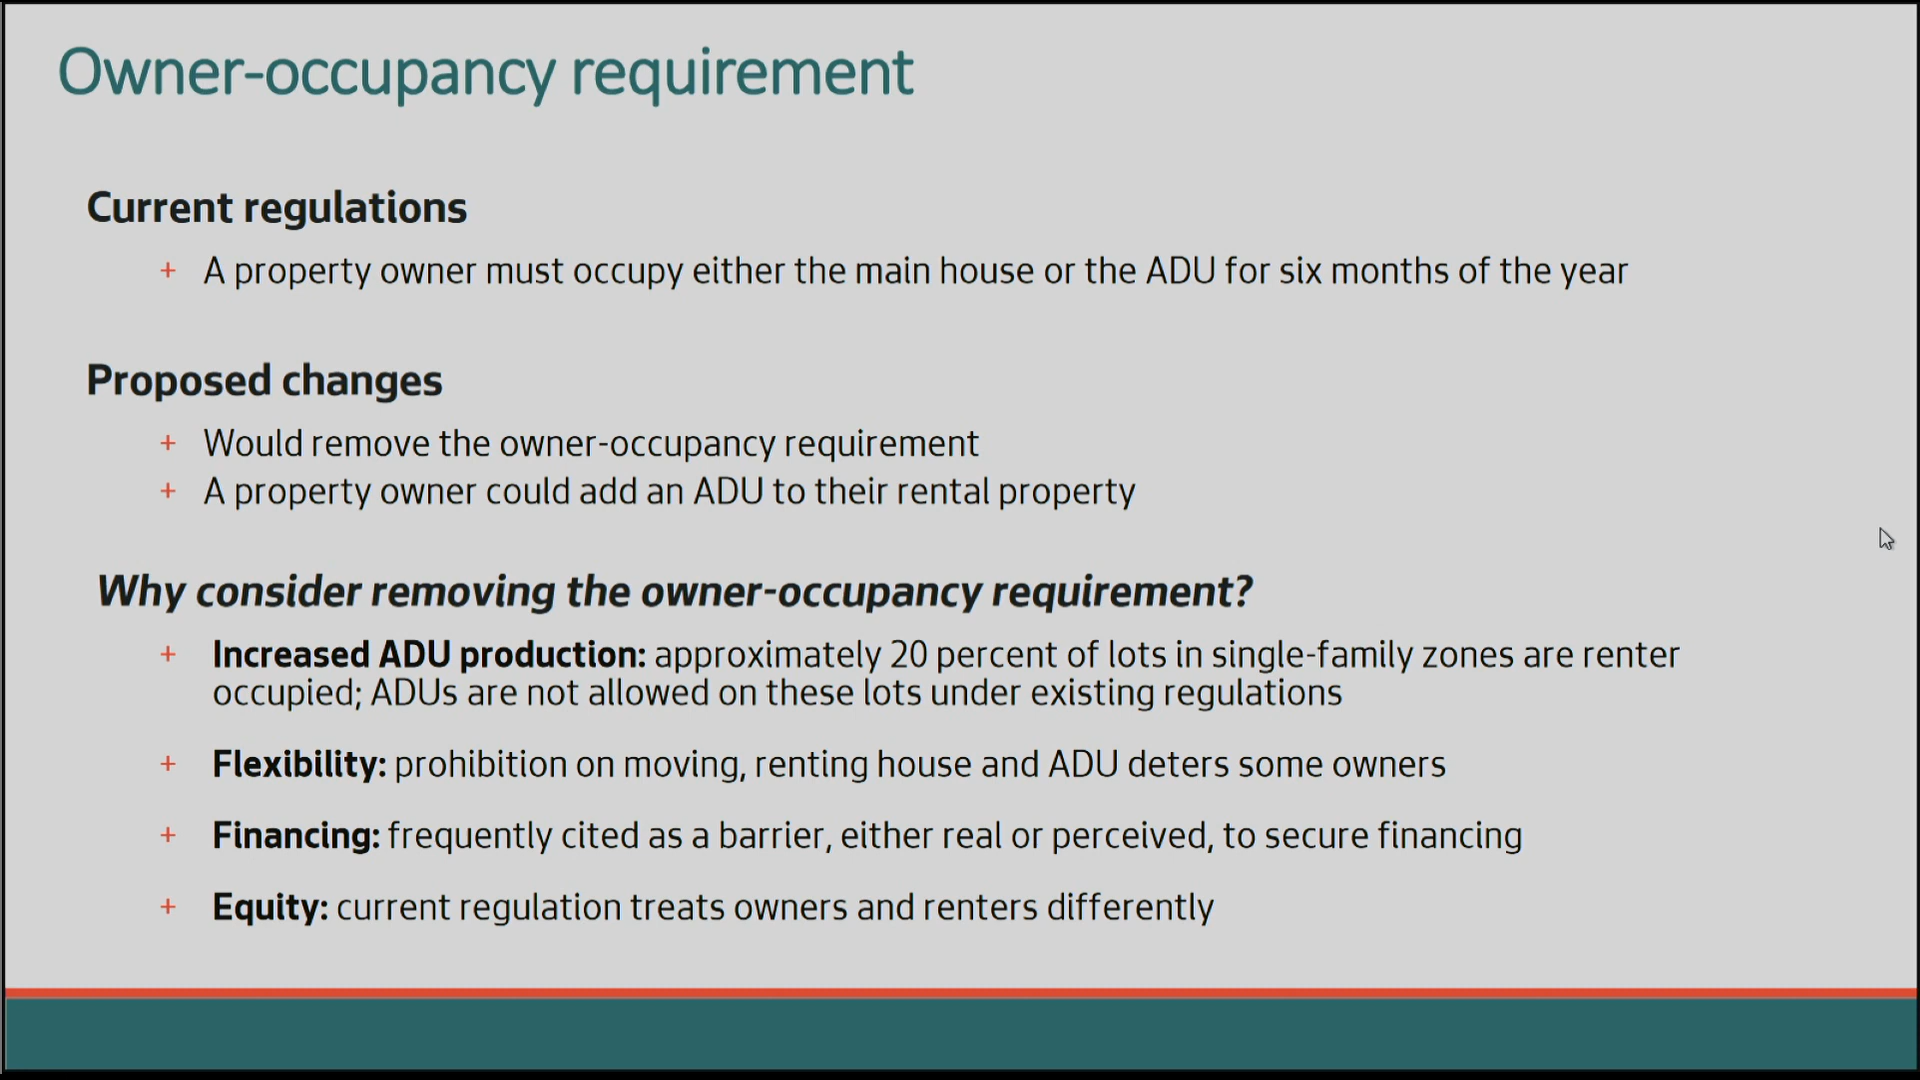 Owner-occupancy requirement
Current regulations
+ A property owner must occupy either the main house or the ADU for six months of the year
Proposed changes
+ Would remove the owner-occupancy requirement
+ A property owner could add an ADU to their rental property
Why consider removing the owner-occupancy requirement?
+ Increased ADU production: approximately 20 percent of lots in single-family zones are renter
occupied; ADUs are not allowed on these lots under existing regulations
+ Flexibility: prohibition on moving, renting house and ADU deters some owners
+ Financing: frequently cited as a barrier, either real or perceived, to secure financing
+ Equity: current regulation treats owners and renters differently